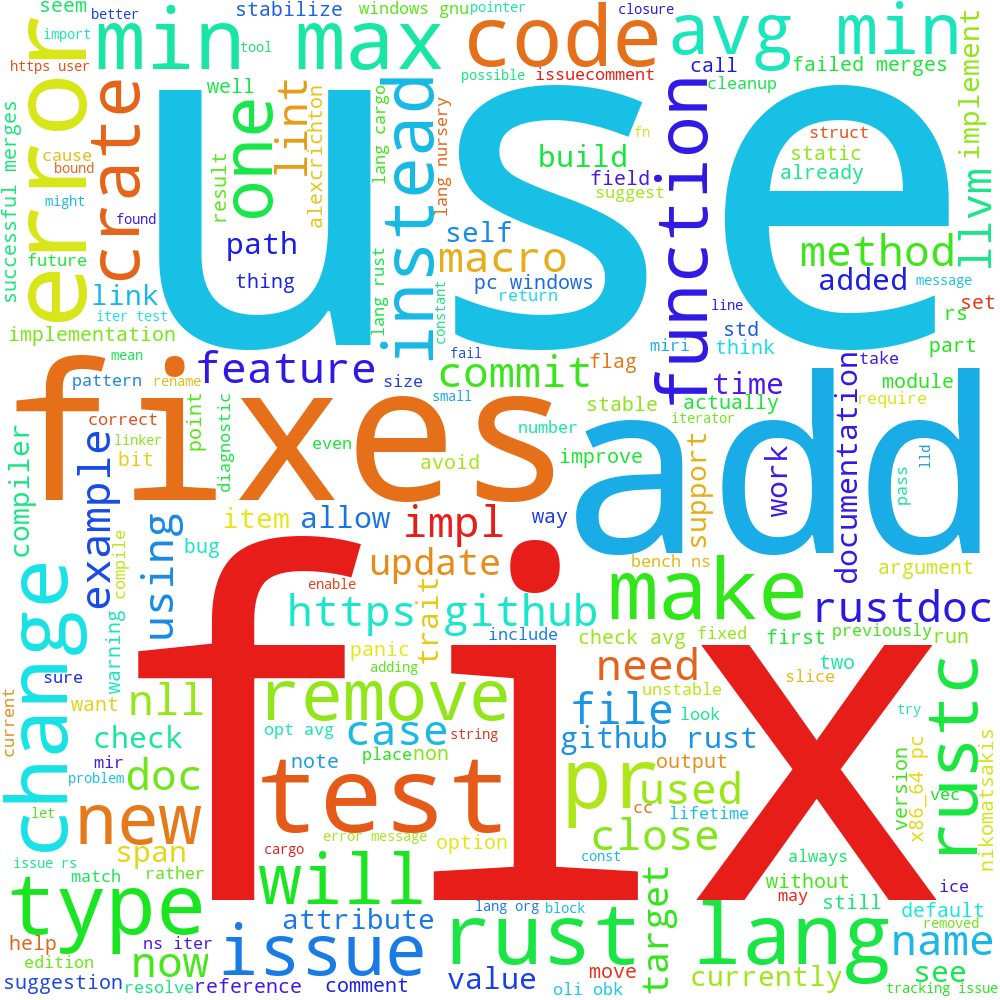 seem
better
stabilize
windows gnu
pointer
closure
import
min max
tool
code
avg min
https user
possible
issuecomment
call
failed merges
cleanup
implement
error
crate
well
one
lint
alexcrichton
instead
lang cargo
lang nursery
use
fn
build
function
struct
static
already
llvm
successful merges
cause
bound
might
found
result
field
suggest
path
self
macro
method
future
thing
pc windows
return
added
message
link
iter test
lang rust
constant
line
std
set
rs
implementation
mean
fail
miri
think
part
feature
commit
flag
take
pattern
rename
size
small
time
module
fixes
stable
actually
require
correct
point
diagnostic
even
number
iterator
add
compiler
example
linker
bit
avoid
improve
support
work
documentation
lld
pass
using
item
allow
impl
way
bug
compile
update
bench ns
argument
change
warning
enable
fix
https github
make
rustdoc
trait
include
check avg
fixed
first
previously
run
panic
adding
need
two
sure
want
nll
remove
unstable
slice
rustc
current
file
look
try
check
opt avg
case
string
github rust
mir
note
place
non
test
pr
output
used
problem
doc
version
x86_64 pc
vec
nikomatsakis
let
new
error message
cc
lifetime
close
issue rs
span
cargo
option
const
always
match
rather
will
without
ice
type
target
may
still
default
lang org
block
removed
attribute
rust lang
help
ns iter
now
issue
name
edition
move
see
suggestion
resolve
reference
comment
value
oli obk
currently
tracking issue